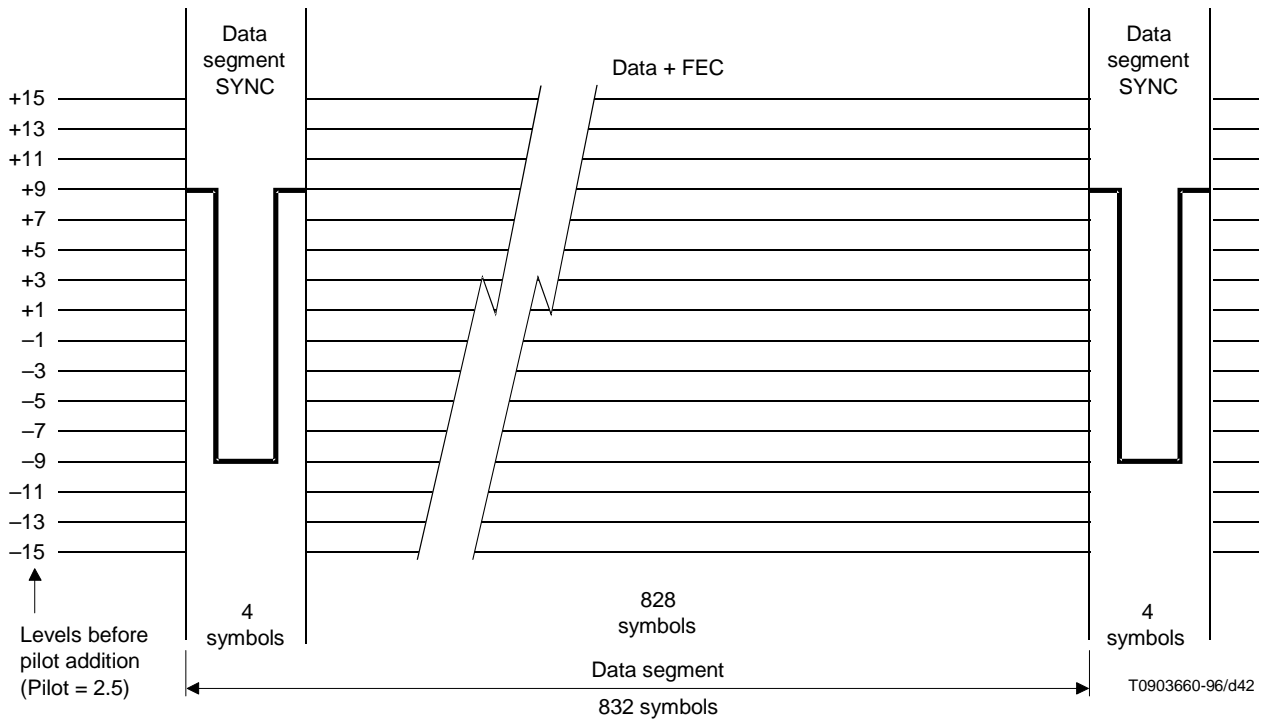 Data
segment
SYNC
Data + FEC
Data
segment
SYNC
+15
+13
+11
+9
+7
+5
+3
+1
–1
–3
–5
–7
–9
–11
–13
–15
Levels before
pilot addition
(Pilot = 2.5)
4
symbols
828
symbols
4
symbols
Data segment
832 symbols
T0903660-96/d42